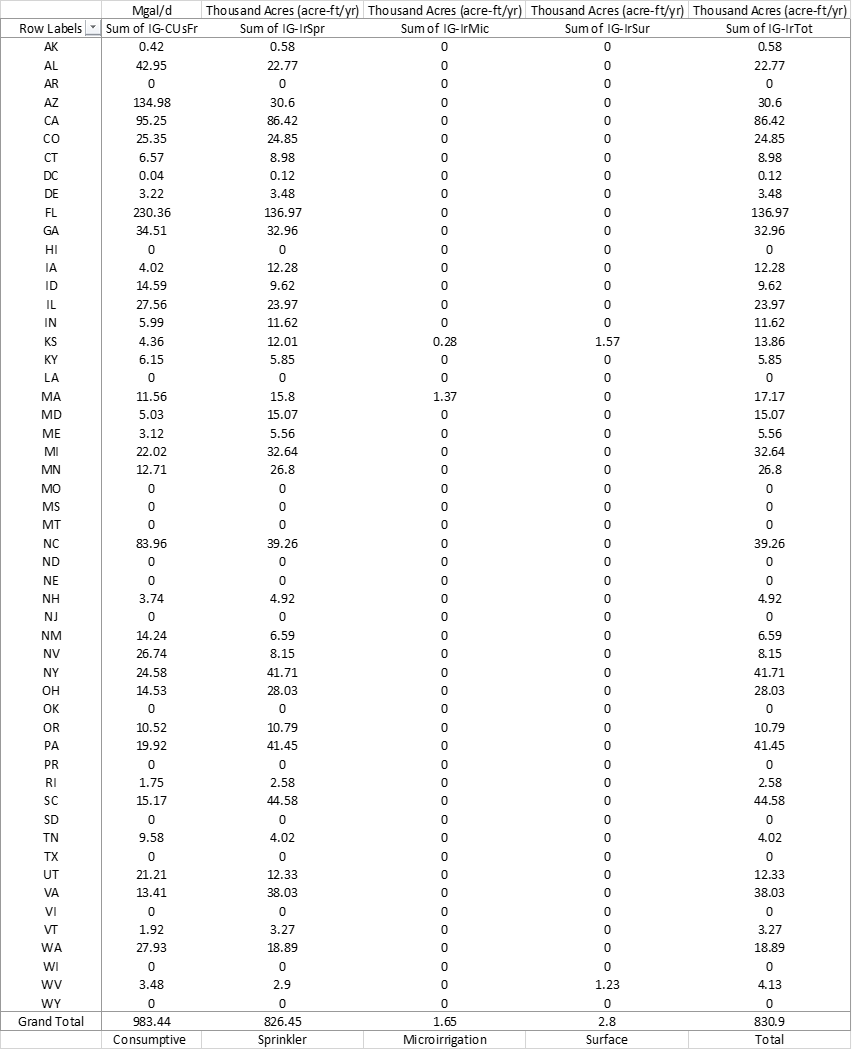 Mgal/d Thousand Acres (acre-ft/yr) Thousand Acres (acre-ft/yr) Thousand Acres (acre-ft/yr) Thousand Acres (acre-ft/yr)
Row Labels Sum of IG-CUsFr Sum of IG-IrSpr Sum of IG-IrMic Sum of IG-IrSur Sum of IG-IrTot
AK 0.42 0.58 0 0 0.58
AL 42.95 22.77 0 0 22.77
AR 0 0 0 0 0
AZ 134.98 30.6 0 0 30.6
CA 95.25 86.42 0 0 86.42
CO 25.35 24.85 0 0 24.85
CT 6.57 8.98 0 0 8.98
DC 0.04 0.12 0 0 0.12
DE 3.22 3.48 0 0 3.48
FL 230.36 136.97 0 0 136.97
GA 34.51 32.96 0 0 32.96
HI 0 0 0 0 0
IA 4.02 12.28 0 0 12.28
ID 14.59 9.62 0 0 9.62
IL 27.56 23.97 0 0 23.97
IN 5.99 11.62 0 0 11.62
KS 4.36 12.01 0.28 1.57 13.86
KY 6.15 5.85 0 0 5.85
LA 0 0 0 0 0
MA 11.56 15.8 1.37 0 17.17
MD 5.03 15.07 0 0 15.07
ME 3.12 5.56 0 0 5.56
MI 22.02 32.64 0 0 32.64
MN 12.71 26.8 0 0 26.8
MO 0 0 0 0 0
MS 0 0 0 0 0
MT 0 0 0 0 0
NC 83.96 39.26 0 0 39.26
ND 0 0 0 0 0
NE 0 0 0 0 0
NH 3.74 4.92 0 0 4.92
NJ 0 0 0 0 0
NM 14.24 6.59 0 0 6.59
NV 26.74 8.15 0 0 8.15
NY 24.58 41.71 0 0 41.71
OH 14.53 28.03 0 0 28.03
OK 0 0 0 0 0
OR 10.52 10.79 0 0 10.79
PA 19.92 41.45 0 0 41.45
PR 0 0 0 0 0
RI 1.75 2.58 0 0 2.58
SC 15.17 44.58 0 0 44.58
SD 0 0 0 0 0
TN 9.58 4.02 0 0 4.02
TX 0 0 0 0 0
UT 21.21 12.33 0 0 12.33
VA 13.41 38.03 0 0 38.03
VI 0 0 0 0 0
VT 1.92 3.27 0 0 3.27
WA 27.93 18.89 0 0 18.89
WI 0 0 0 0 0
WV 3.48 2.9 0 1.23 4.13
WY 0 0 0 0 0
Grand Total 983.44 826.45 1.65 2.8 830.9
Consumptive Sprinkler Microirrigation Surface Total